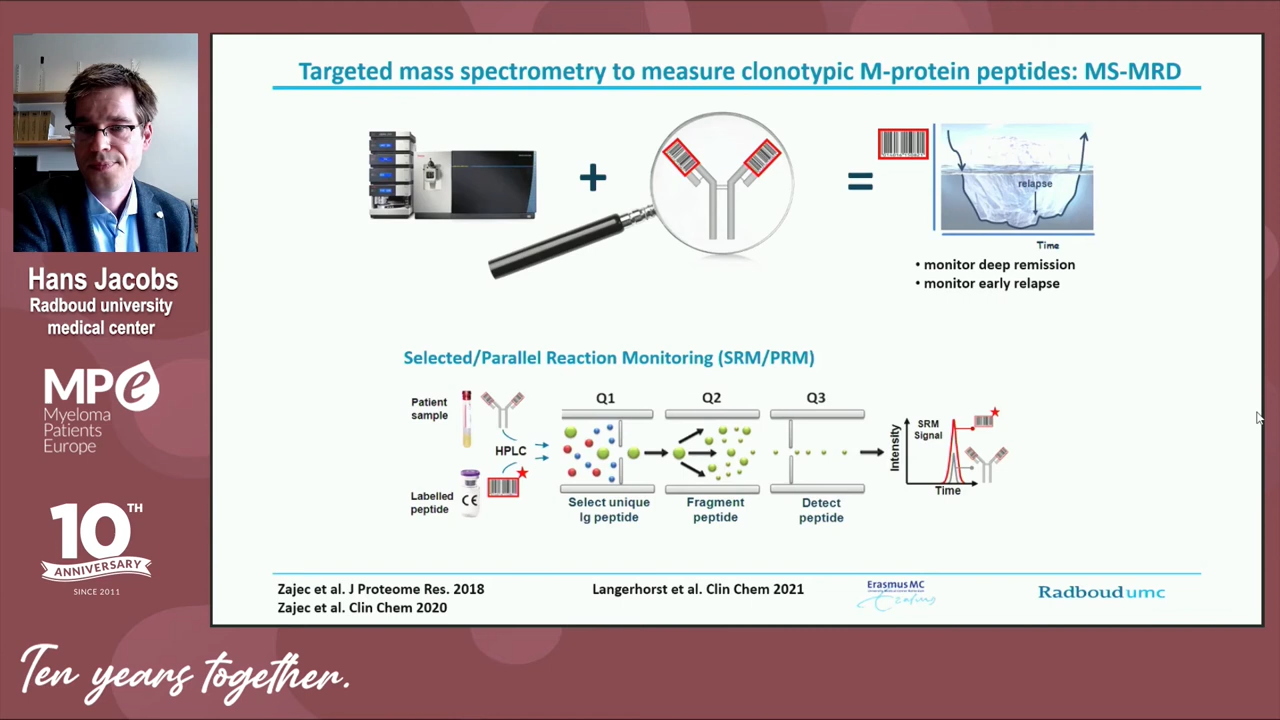 Targeted mass spectrometry to measure clonotypic M-protein peptides: MS-MRD
+
=
relapse
Time
• monitor deep remission
• monitor early relapse
Hans Jacobs
Radboud university
medical center
MPe
Myeloma
Patients
Europe
10TH
ANNIVERSARY
SINCE 2011
Ten years together.
Selected/Parallel Reaction Monitoring (SRM/PRM)
Patient
sample
HPLC
Labelled
peptide
CE
Q1
Q2
Q3
Select unique
Ig peptide
Fragment
peptide
Detect
peptide
Intensity
SRM
Signal
Time
Zajec et al. J Proteome Res. 2018
Zajec et al. Clin Chem 2020
Langerhorst et al. Clin Chem 2021
Erasmus MC
Erasmus
Radboudumc